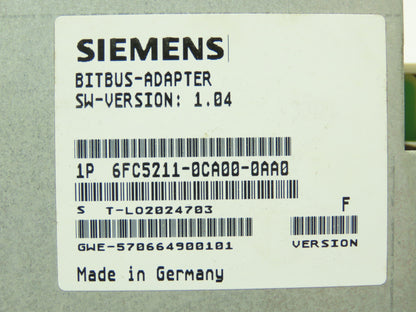 SIEMENS
BITBUS-ADAPTER
SW-VERSION: 1.04
1P 6FC5211-0CA00-0AA0
S T-L02024703
F
GWE-570664900101 VERSION
Made in Germany